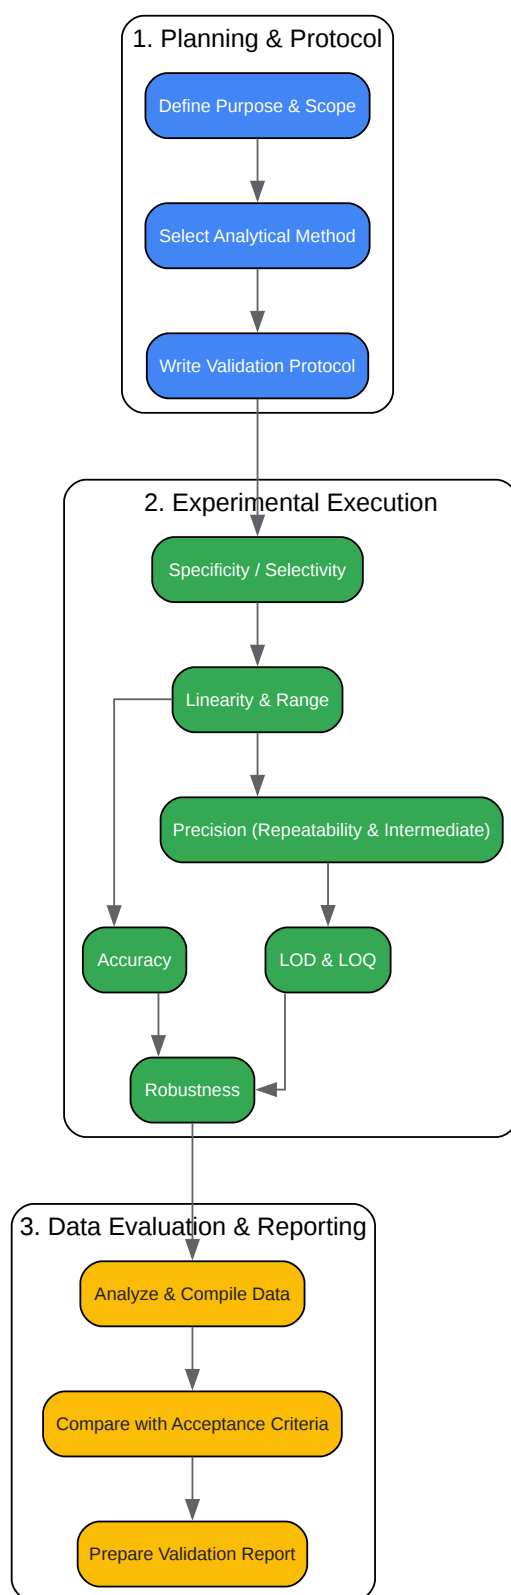 1. Planning & Protocol
Define Purpose & Scope
Select Analytical Method
Write Validation Protocol
2. Experimental Execution
Specificity / Selectivity
Linearity & Range
Precision (Repeatability & Intermediate)
Accuracy
LOD & LOQ
Robustness
3. Data Evaluation & Reporting
Analyze & Compile Data
Compare with Acceptance Criteria
Prepare Validation Report